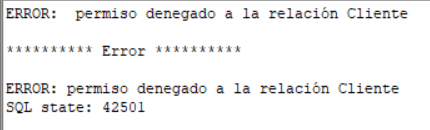 ERROR:  permiso denegado a la relación Cliente
********** Error **********
ERROR: permiso denegado a la relación Cliente
SQL state: 42501